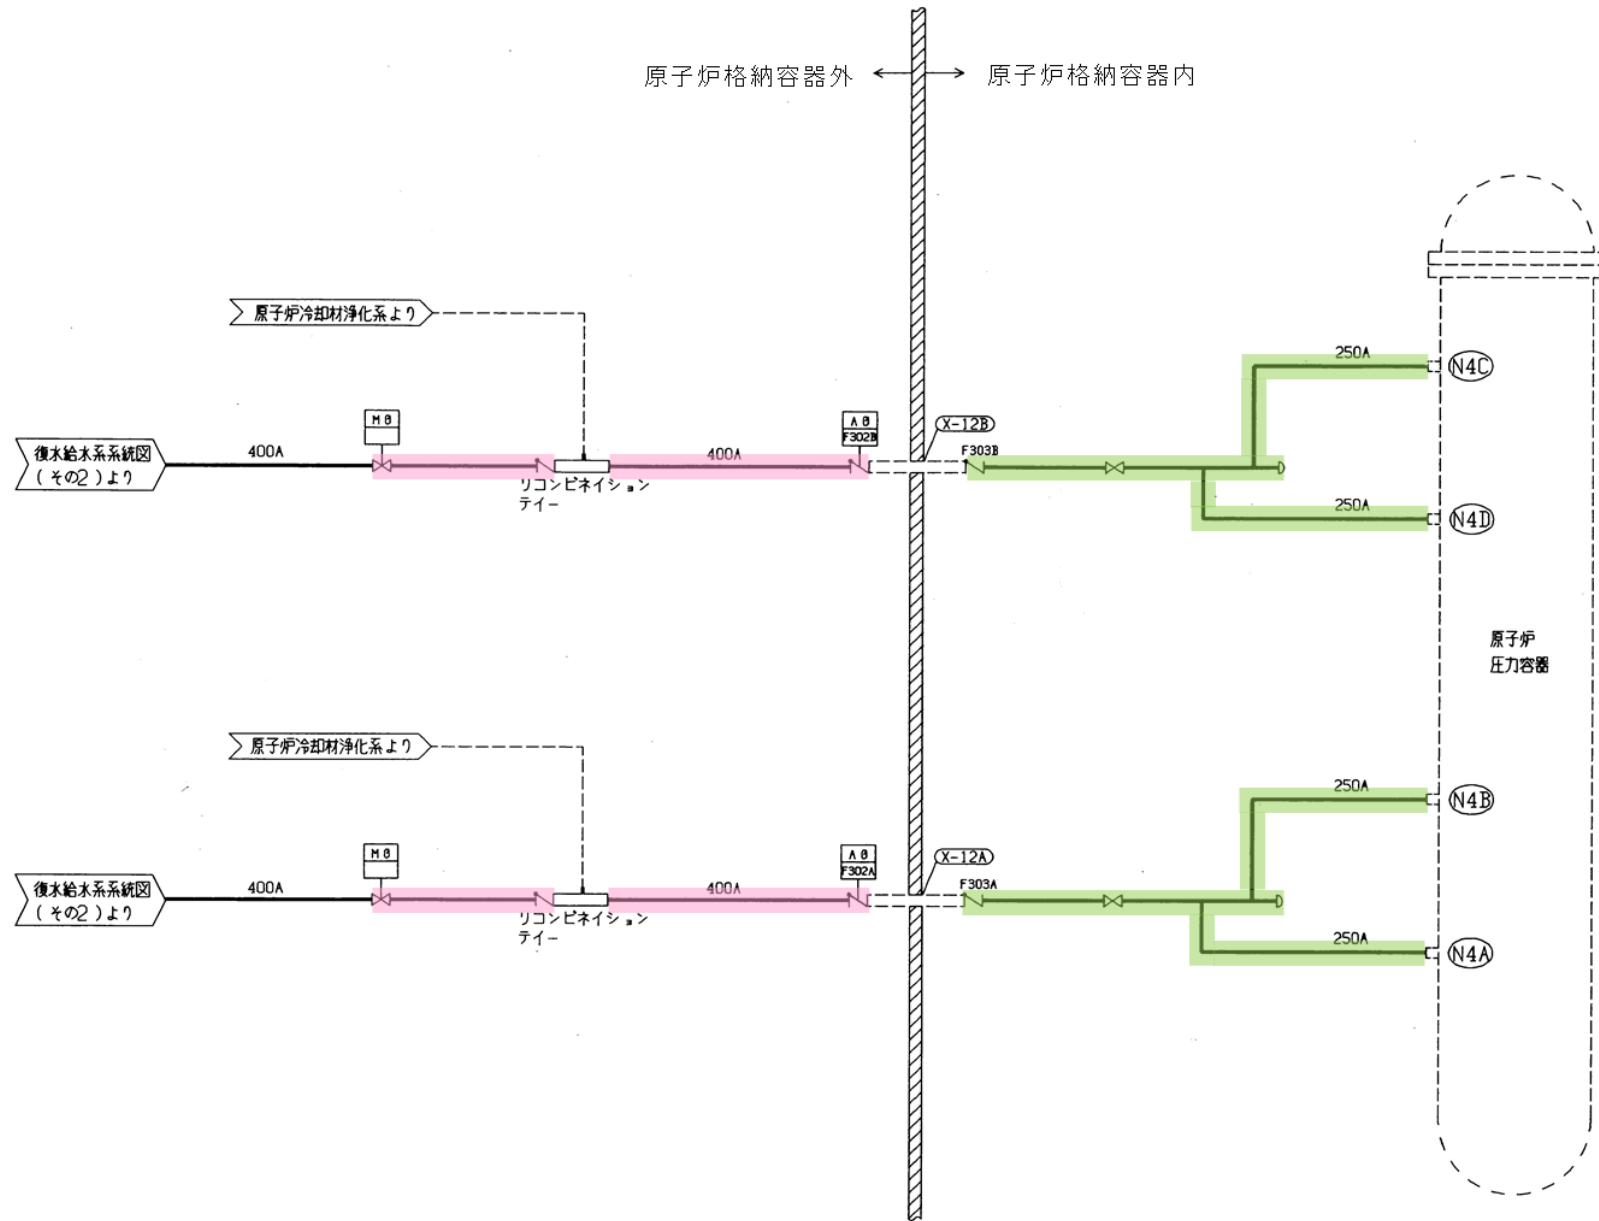 原子炉格納容器外
原子炉格納容器内
原子炉冷却材浄化系より
250A
N4C
MO
AO
F302B
X-12B
復水給水系系統図
(その2)より
400A
400A
F303B
リコンビネイション
テイー
250A
N4D
原子炉
圧力容器
原子炉冷却材浄化系より
250A
N4B
MO
AO
F302A
X-12A
復水給水系系統図
(その2)より
400A
400A
F303A
リコンビネイション
テイー
250A
N4A